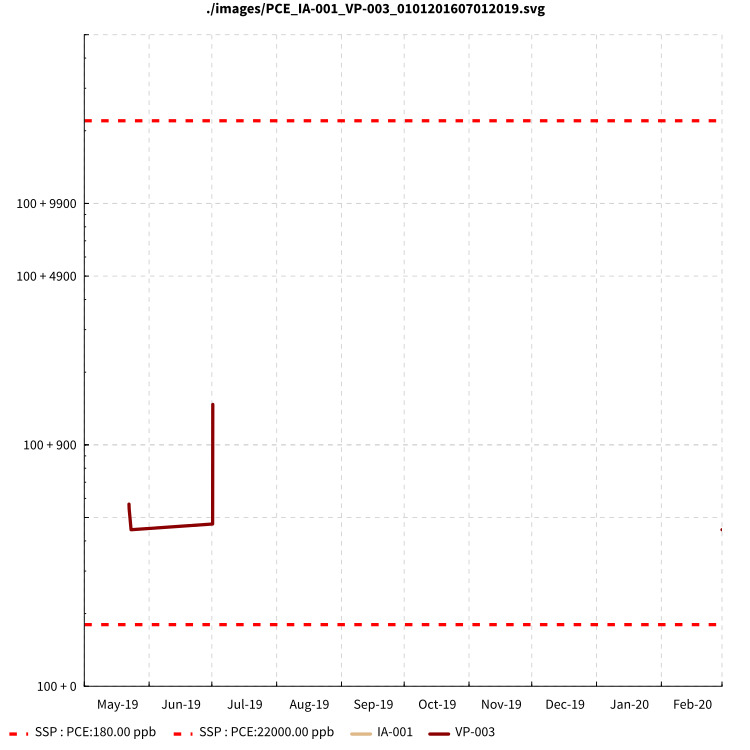 ./images/PCE_IA-001_VP-003_0101201607012019.svg
100 + 9900
100 + 4900
100 + 900
100 + 0
May-19 Jun-19 Jul-19 Aug-19 Sep-19 Oct-19 Nov-19 Dec-19 Jan-20 Feb-20
SSP : PCE:180.00 ppb SSP : PCE:22000.00 ppb IA-001 VP-003